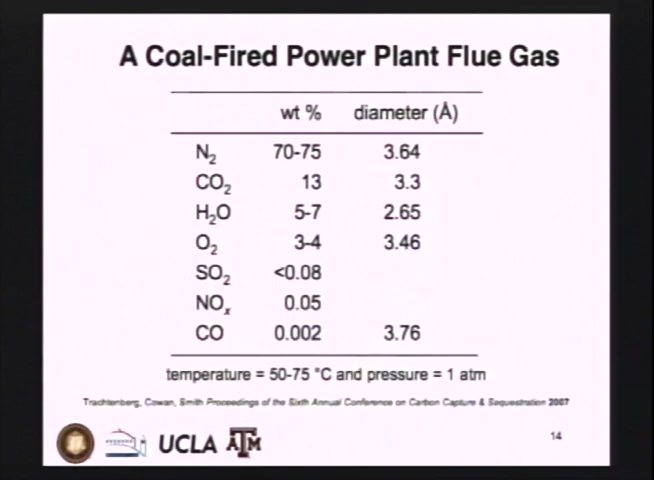 A Coal-Fired Power Plant Flue Gas
wt % diameter (Å)
N₂ 70-75 3.64
CO₂ 13 3.3
H₂O 5-7 2.65
O₂ 3-4 3.46
SO₂ <0.08
NOₓ 0.05
CO 0.002 3.76
temperature = 50-75 °C and pressure = 1 atm
Trachtenberg, Cowan, Smith Proceedings of the Sixth Annual Conference on Carbon Capture & Sequestration 2007
UCLA ATM
14